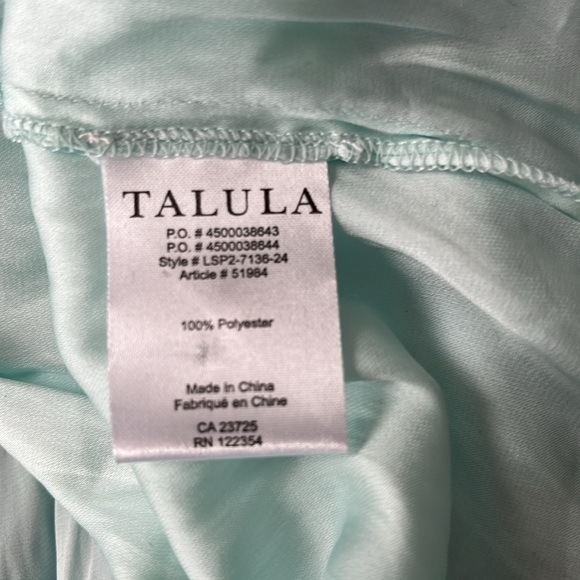 TALULA
P.O. # 4500038643
P.O. # 4500038644
Style # LSP2-7136-24
Article # 51984
100% Polyester
Made in China
Fabriqué en Chine
CA 23725
RN 122354